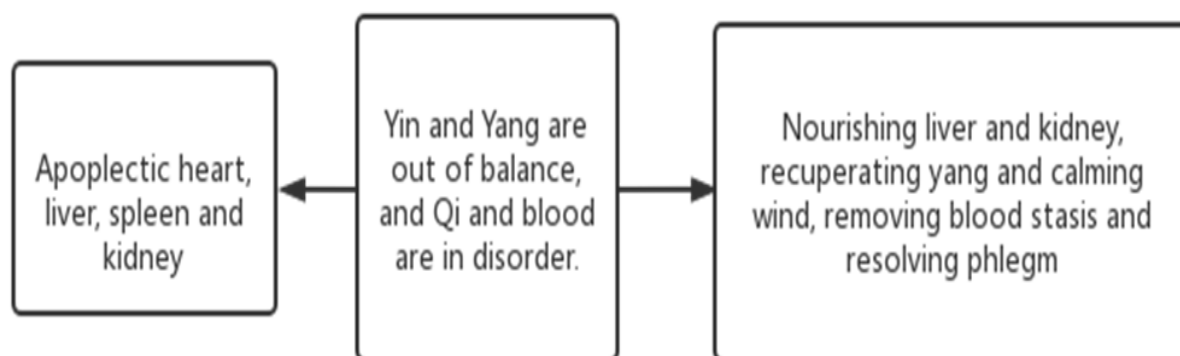 Apoplectic heart,
liver, spleen and
kidney
Yin and Yang are
out of balance,
and Qi and blood
are in disorder.
Nourishing liver and kidney,
recuperating yang and calming
wind, removing blood stasis and
resolving phlegm